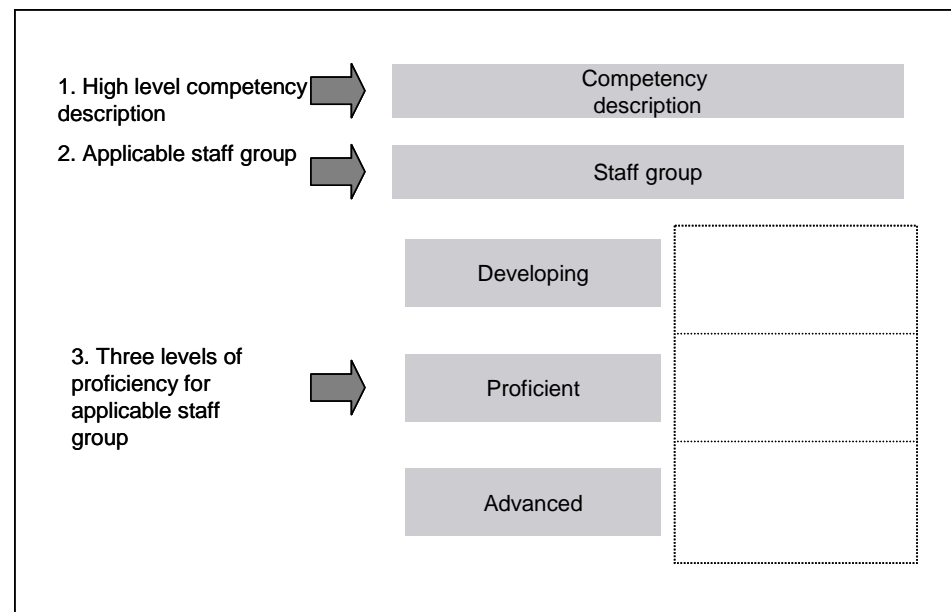 1. High level competency
description
Competency
description
2. Applicable staff group
Staff group
Developing
3. Three levels of
proficiency for
applicable staff
group
Proficient
Advanced